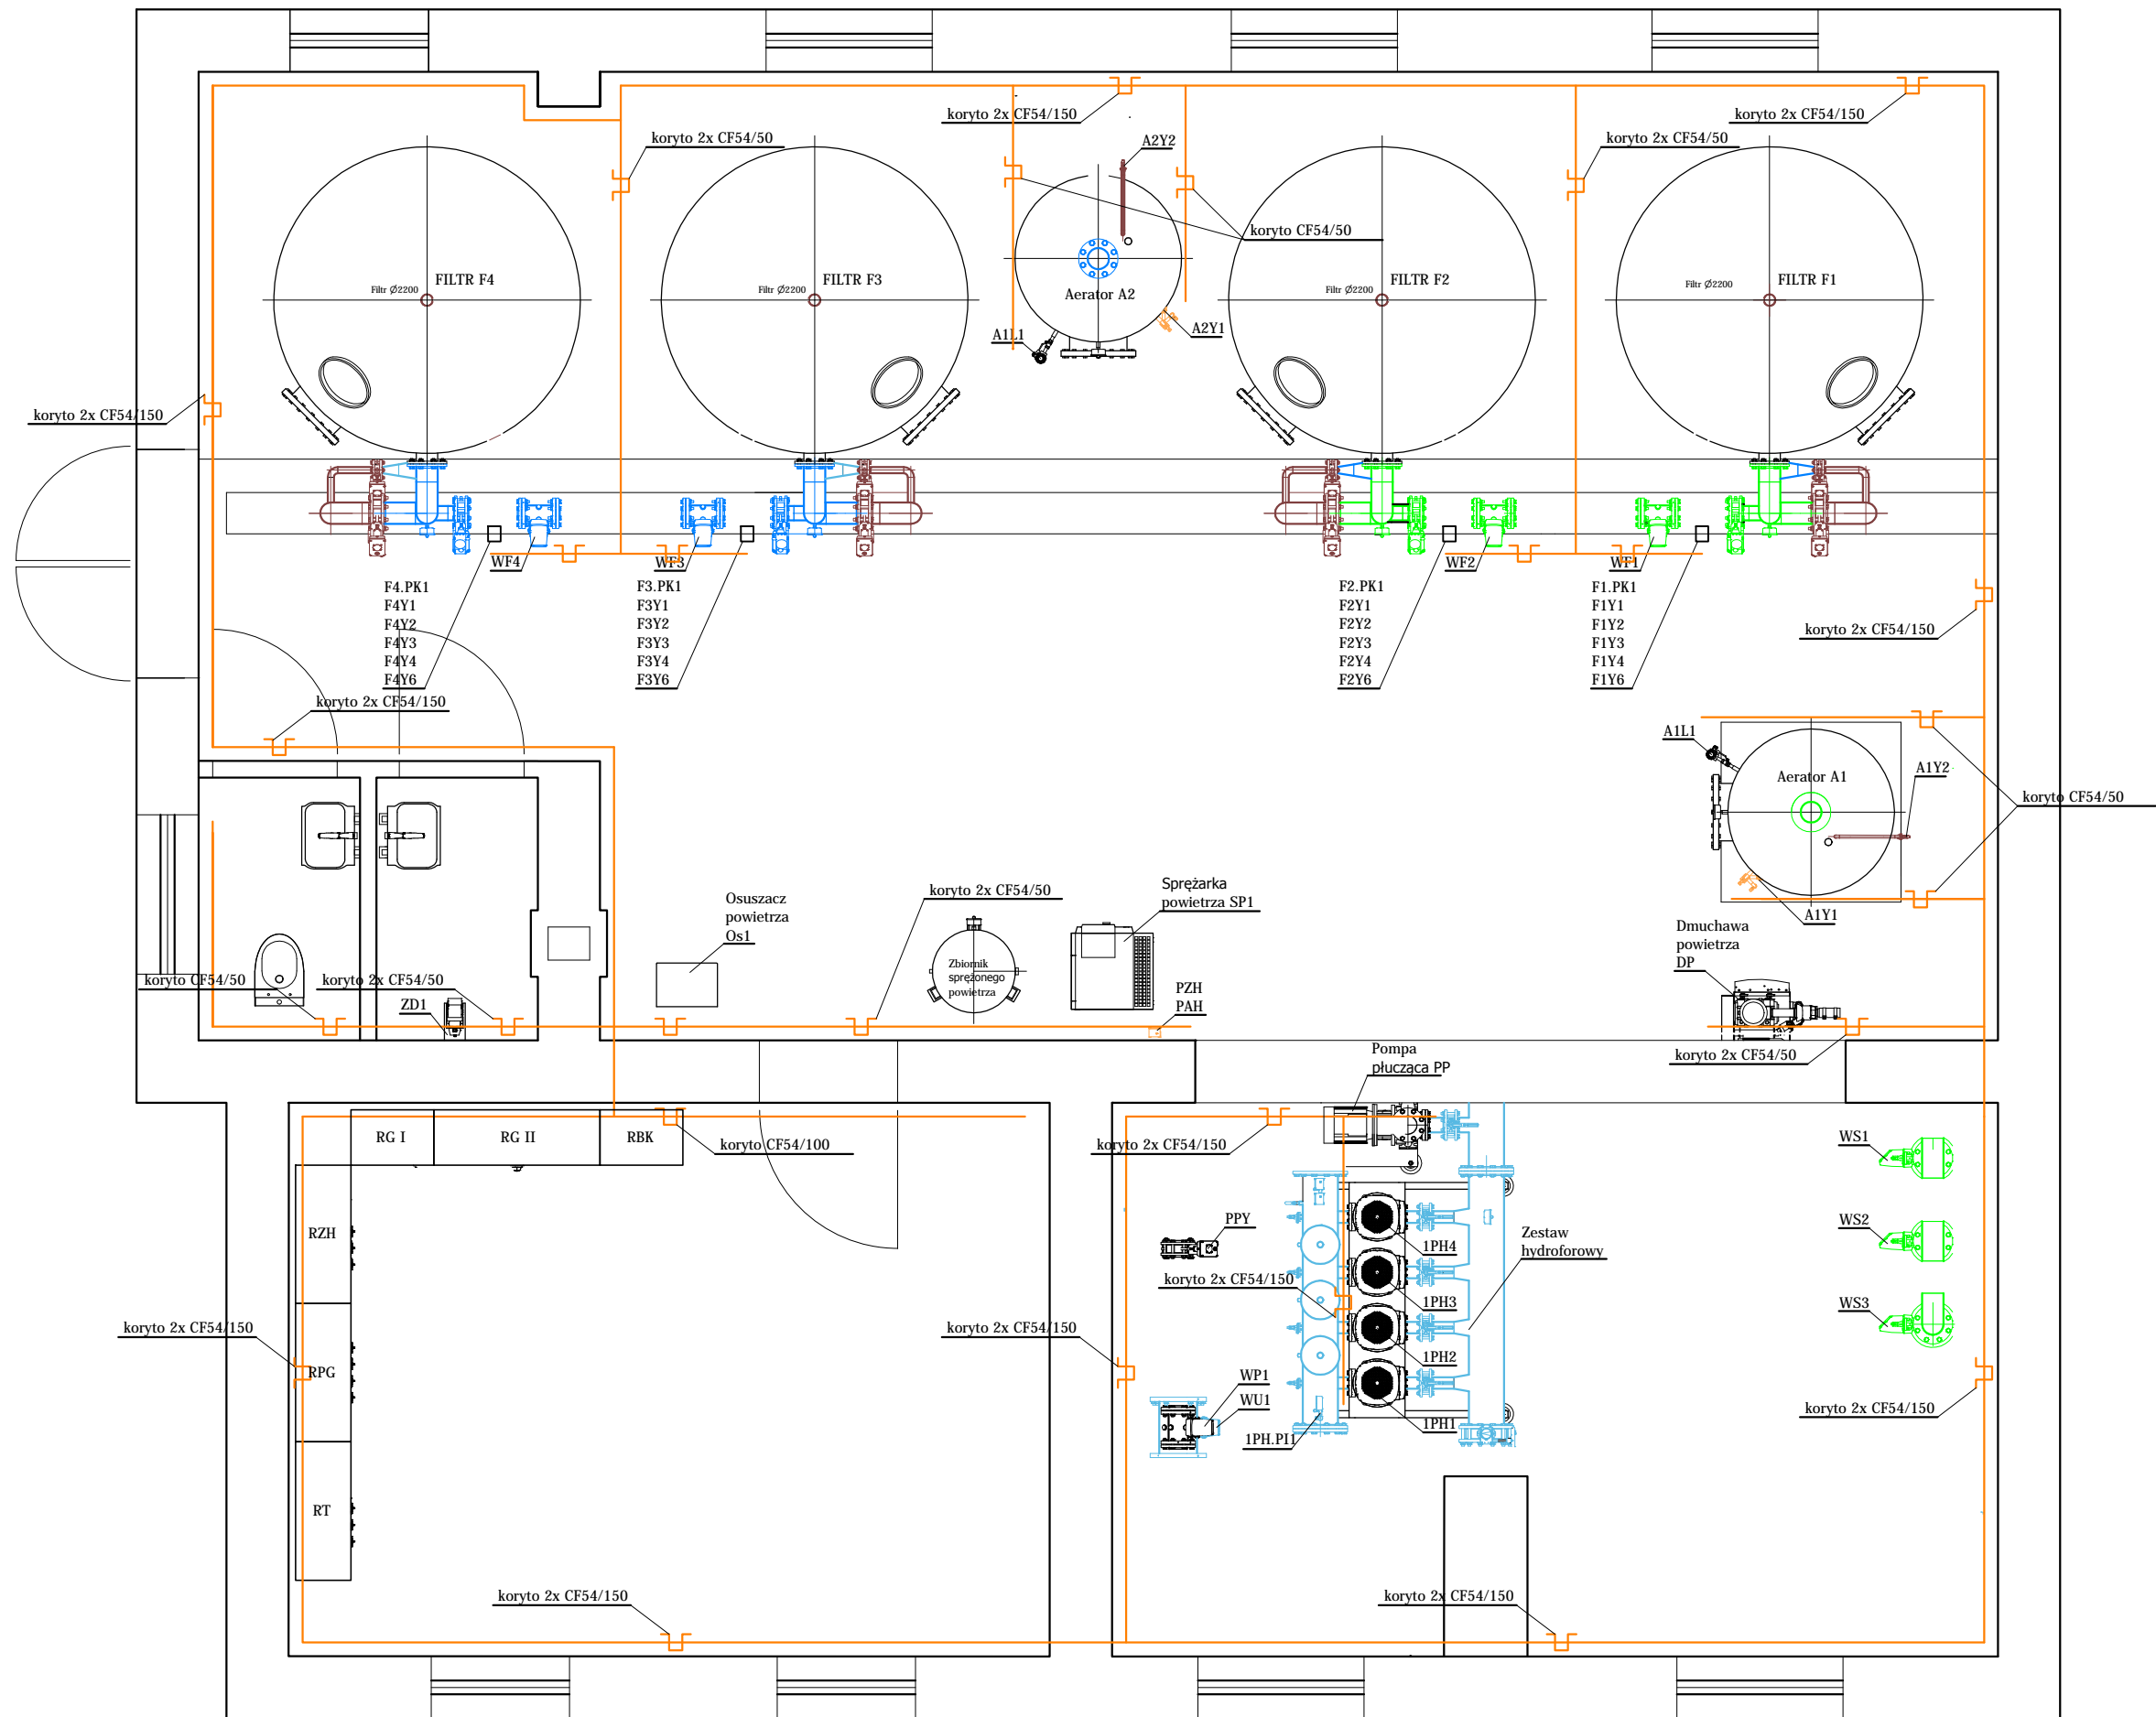 koryto 2x CF54/150
koryto 2x CF54/150
koryto 2x CF54/50
A2Y2
koryto 2x CF54/50
koryto CF54/50
FILTR F4
Filtr Ø2200
FILTR F3
Filtr Ø2200
Aerator A2
FILTR F2
Filtr Ø2200
FILTR F1
Filtr Ø2200
A1L1
A2Y1
koryto 2x CF54/150
WF4
WF3
WF2
WF1
F4.PK1
F4Y1
F4Y2
F4Y3
F4Y4
F4Y6
F3.PK1
F3Y1
F3Y2
F3Y3
F3Y4
F3Y6
F2.PK1
F2Y1
F2Y2
F2Y3
F2Y4
F2Y6
F1.PK1
F1Y1
F1Y2
F1Y3
F1Y4
F1Y6
koryto 2x CF54/150
koryto 2x CF54/150
A1L1
Aerator A1
A1Y2
koryto CF54/50
A1Y1
Osuszacz
powietrza
Os1
koryto 2x CF54/50
Sprężarka
powietrza SP1
Dmuchawa
powietrza
DP
Zbiornik
sprężonego
powietrza
koryto CF54/50
koryto 2x CF54/50
ZD1
PZH
PAH
Pompa
płucząca PP
koryto 2x CF54/50
RG I
RG II
RBK
koryto CF54/100
koryto 2x CF54/150
WS1
RZH
PPY
1PH4
Zestaw
hydroforowy
WS2
koryto 2x CF54/150
1PH3
WS3
koryto 2x CF54/150
koryto 2x CF54/150
RPG
1PH2
WP1
WU1
koryto 2x CF54/150
1PH1
1PH.PI1
RT
koryto 2x CF54/150
koryto 2x CF54/150